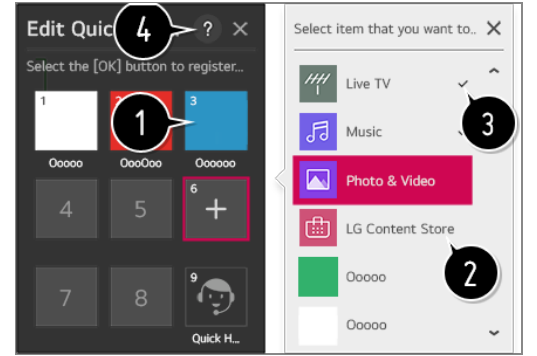 Edit Quic
4
?
Select the [OK] button to register...
1
3
1
Ooooo
OooOoo
Oooooo
4
5
6
+
7
8
9
Quick H...
Select item that you want to..
Live TV
3
Music
Photo & Video
LG Content Store
2
Ooooo
Ooooo